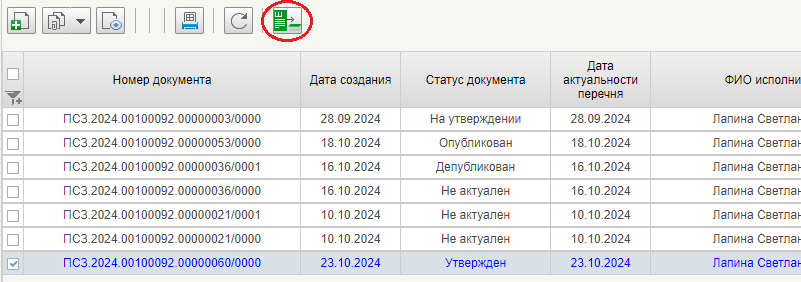 Номер документа Дата создания Статус документа Дата актуальности перечня ФИО исполни
ПСЗ.2024.00100092.00000003/0000 28.09.2024 На утверждении 28.09.2024 Лапина Светлан
ПСЗ.2024.00100092.00000053/0000 18.10.2024 Опубликован 18.10.2024 Лапина Светлан
ПСЗ.2024.00100092.00000036/0001 16.10.2024 Депубликован 16.10.2024 Лапина Светлан
ПСЗ.2024.00100092.00000036/0000 16.10.2024 Не актуален 16.10.2024 Лапина Светлан
ПСЗ.2024.00100092.00000021/0001 10.10.2024 Не актуален 10.10.2024 Лапина Светлан
ПСЗ.2024.00100092.00000021/0000 10.10.2024 Не актуален 10.10.2024 Лапина Светлан
ПСЗ.2024.00100092.00000060/0000 23.10.2024 Утвержден 23.10.2024 Лапина Светлан